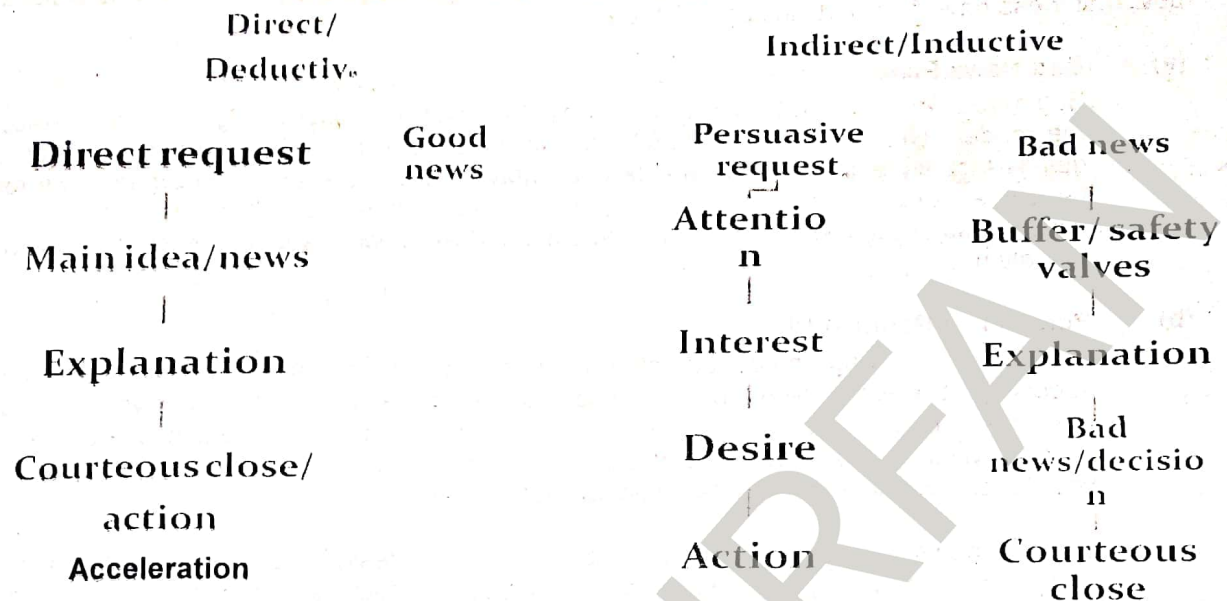 Direct/
Deductive
Indirect/Inductive
Direct request
Good
news
Persuasive
request
Bad news
Main idea/news
Attentio
n
Buffer/ safety
valves
Explanation
Interest
Explanation
Courteous close/
action
Desire
Bad
news/decisio
n
Acceleration
Action
Courteous
close